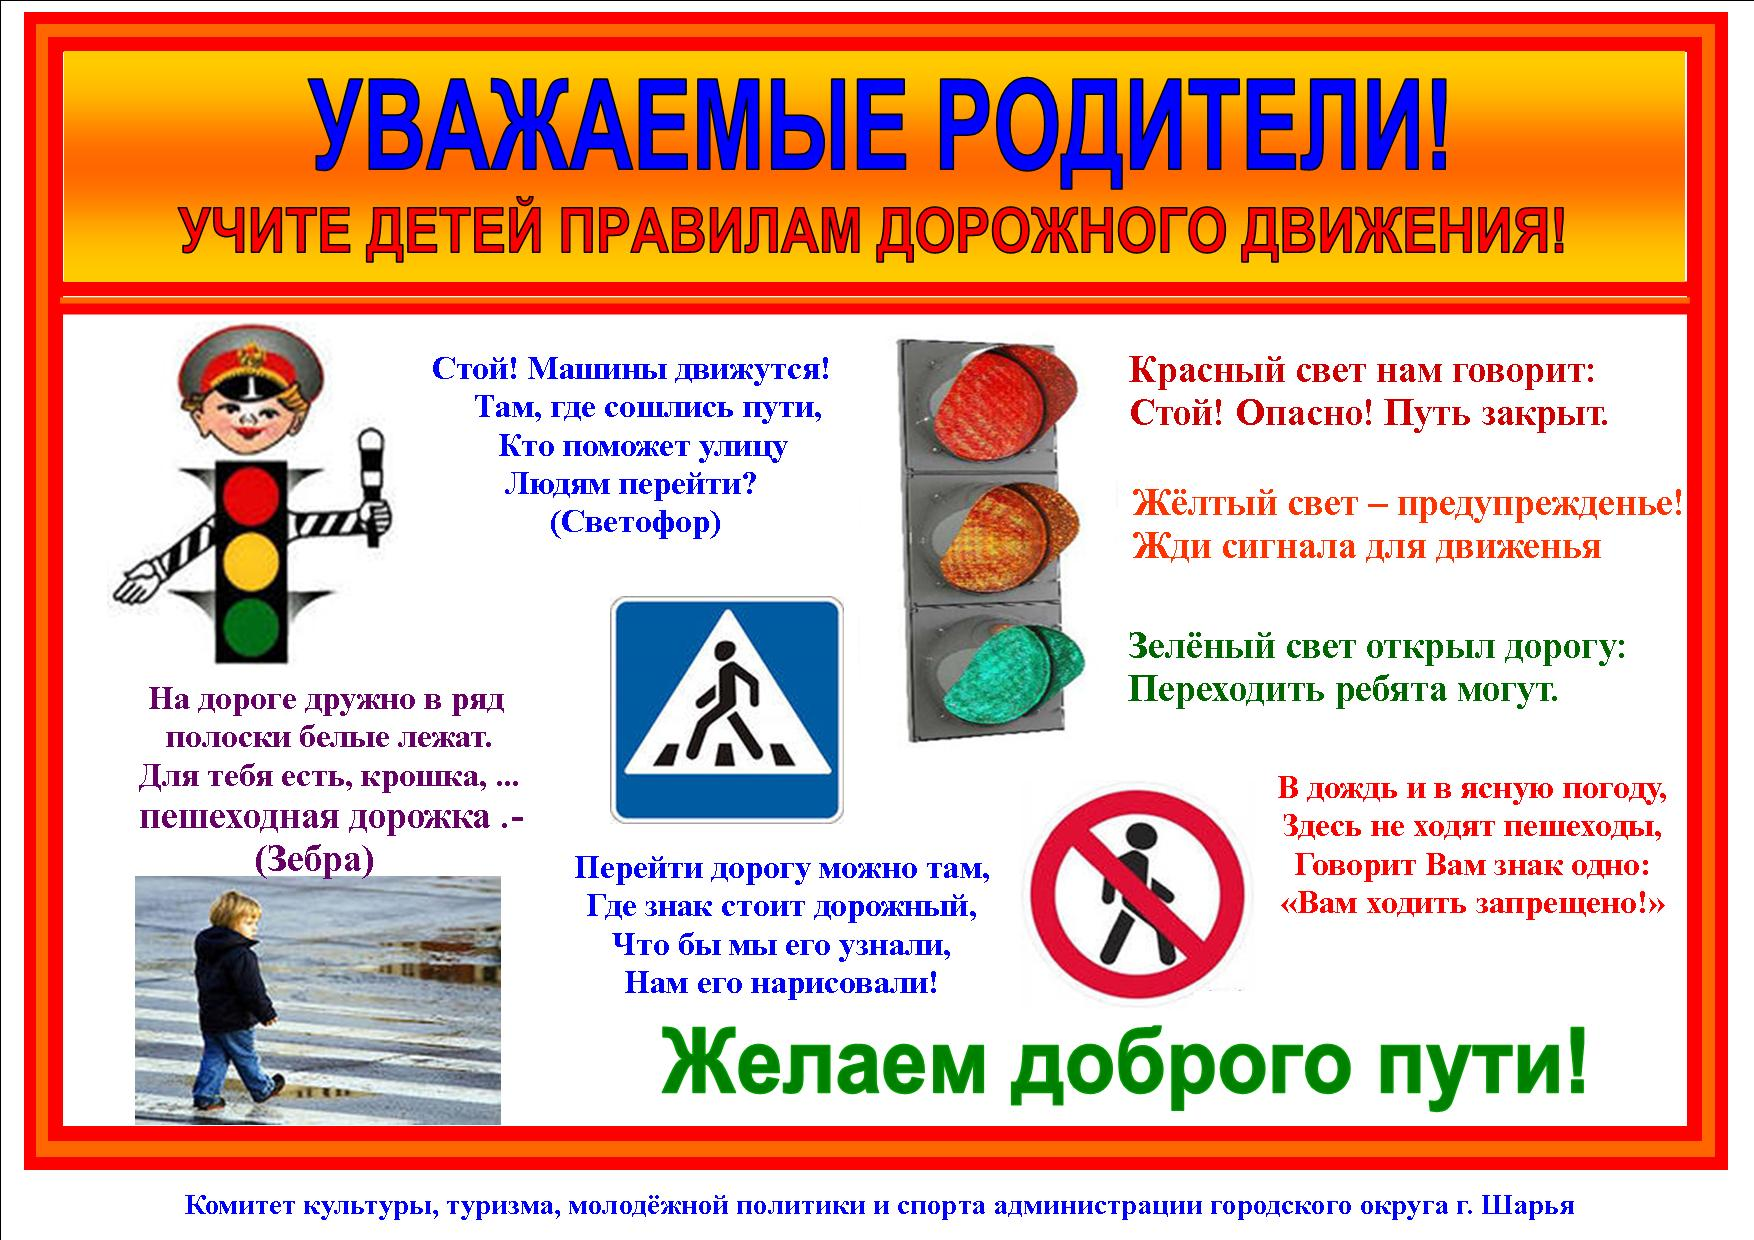 УВАЖАЕМЫЕ РОДИТЕЛИ!
УЧИТЕ ДЕТЕЙ ПРАВИЛАМ ДОРОЖНОГО ДВИЖЕНИЯ!
Стой! Машины движутся!
Там, где сошлись пути,
Кто поможет улицу
Людям перейти?
(Светофор)
Красный свет нам говорит:
Стой! Опасно! Путь закрыт.
Жёлтый свет – предупрежденье!
Жди сигнала для движенья
Зелёный свет открыл дорогу:
Переходить ребята могут.
На дороге дружно в ряд
полоски белые лежат.
Для тебя есть, крошка, ...
пешеходная дорожка .-
(Зебра)
Перейти дорогу можно там,
Где знак стоит дорожный,
Что бы мы его узнали,
Нам его нарисовали!
В дождь и в ясную погоду,
Здесь не ходят пешеходы,
Говорит Вам знак одно:
«Вам ходить запрещено!»
Желаем доброго пути!
Комитет культуры, туризма, молодёжной политики и спорта администрации городского округа г. Шарья